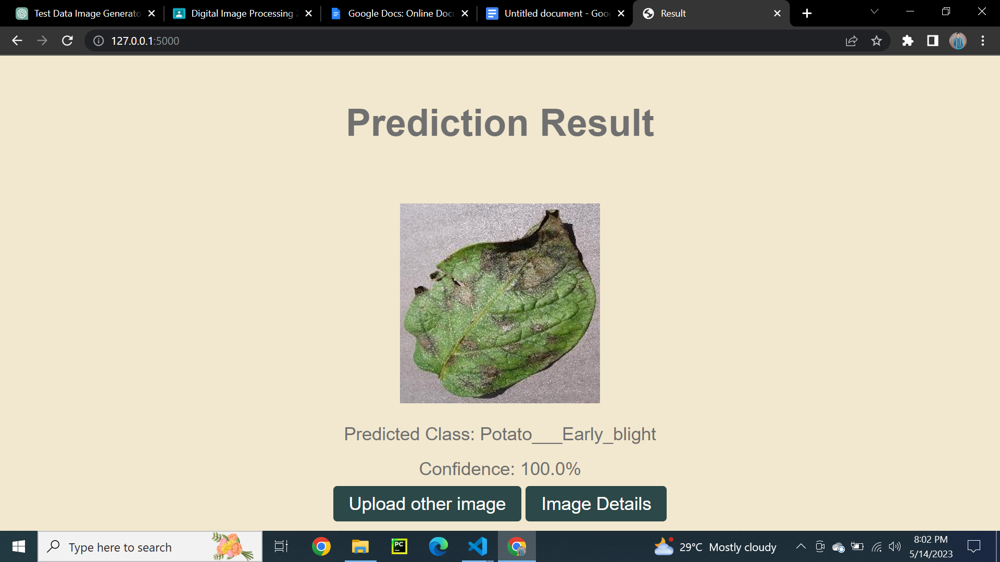 Test Data Image Generato
Digital Image Processing
Google Docs: Online Docu
Untitled document - Goog
Result
127.0.0.1:5000
Prediction Result
Predicted Class: Potato___Early_blight
Confidence: 100.0%
Upload other image
Image Details
Type here to search
PC
29°C Mostly cloudy
8:02 PM
5/14/2023